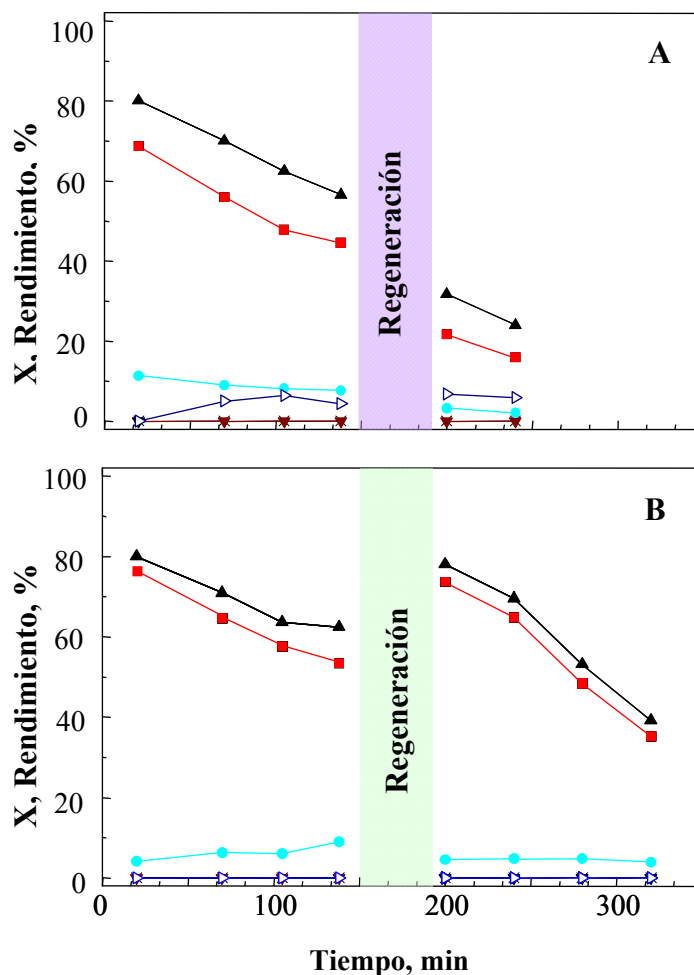 100
A
80
60
40
20
0
X, Rendimiento, %
Regeneración
100
B
80
60
40
20
0
X, Rendimiento, %
Regeneración
0 100 200 300
Tiempo, min